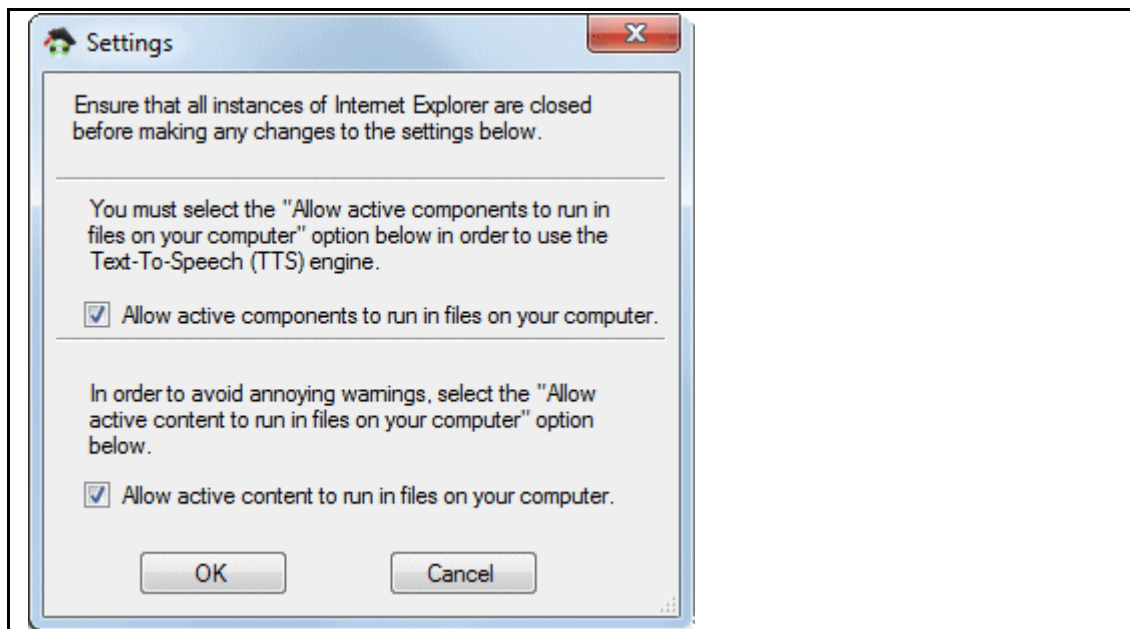 Settings
Ensure that all instances of Internet Explorer are closed
before making any changes to the settings below.
You must select the "Allow active components to run in
files on your computer" option below in order to use the
Text-To-Speech (TTS) engine.
Allow active components to run in files on your computer.
In order to avoid annoying warnings, select the "Allow
active content to run in files on your computer" option
below.
Allow active content to run in files on your computer.
OK Cancel